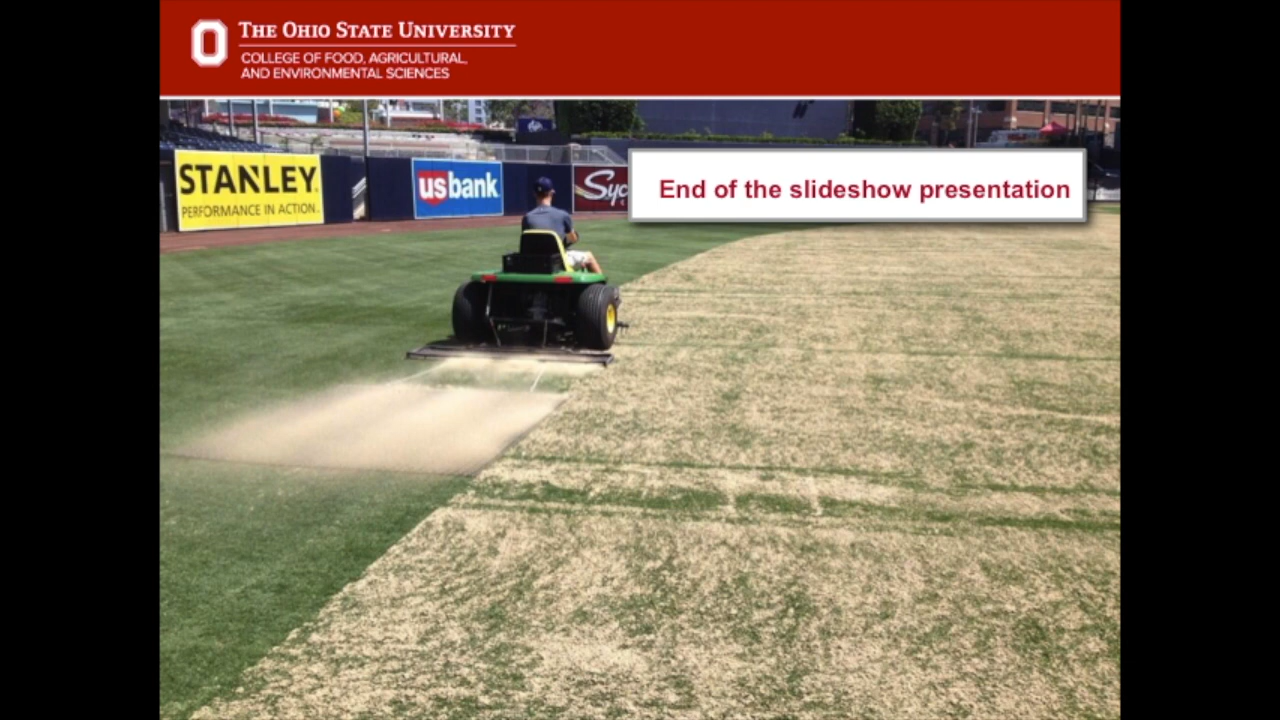 THE OHIO STATE UNIVERSITY
COLLEGE OF FOOD, AGRICULTURAL,
AND ENVIRONMENTAL SCIENCES
STANLEY
PERFORMANCE IN ACTION.
usbank
Syc
End of the slideshow presentation